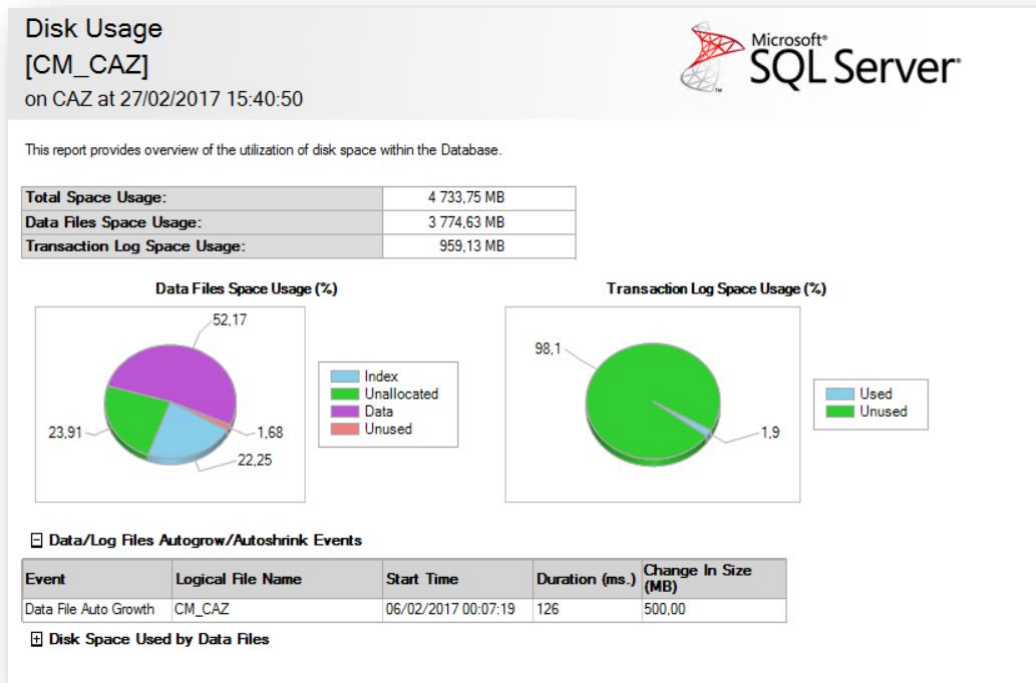 Disk Usage
[CM_CAZ]
on CAZ at 27/02/2017 15:40:50
Microsoft®
SQL Server®
™
This report provides overview of the utilization of disk space within the Database.
Total Space Usage: 4 733,75 MB
Data Files Space Usage: 3 774,63 MB
Transaction Log Space Usage: 959,13 MB
Data Files Space Usage (%)
52,17
23,91
1,68
22,25
Index
Unallocated
Data
Unused
Transaction Log Space Usage (%)
98,1
1,9
Used
Unused
Data/Log Files Autogrow/Autoshrink Events
Event Logical File Name Start Time Duration (ms.) Change In Size (MB)
Data File Auto Growth CM_CAZ 06/02/2017 00:07:19 126 500,00
Disk Space Used by Data Files